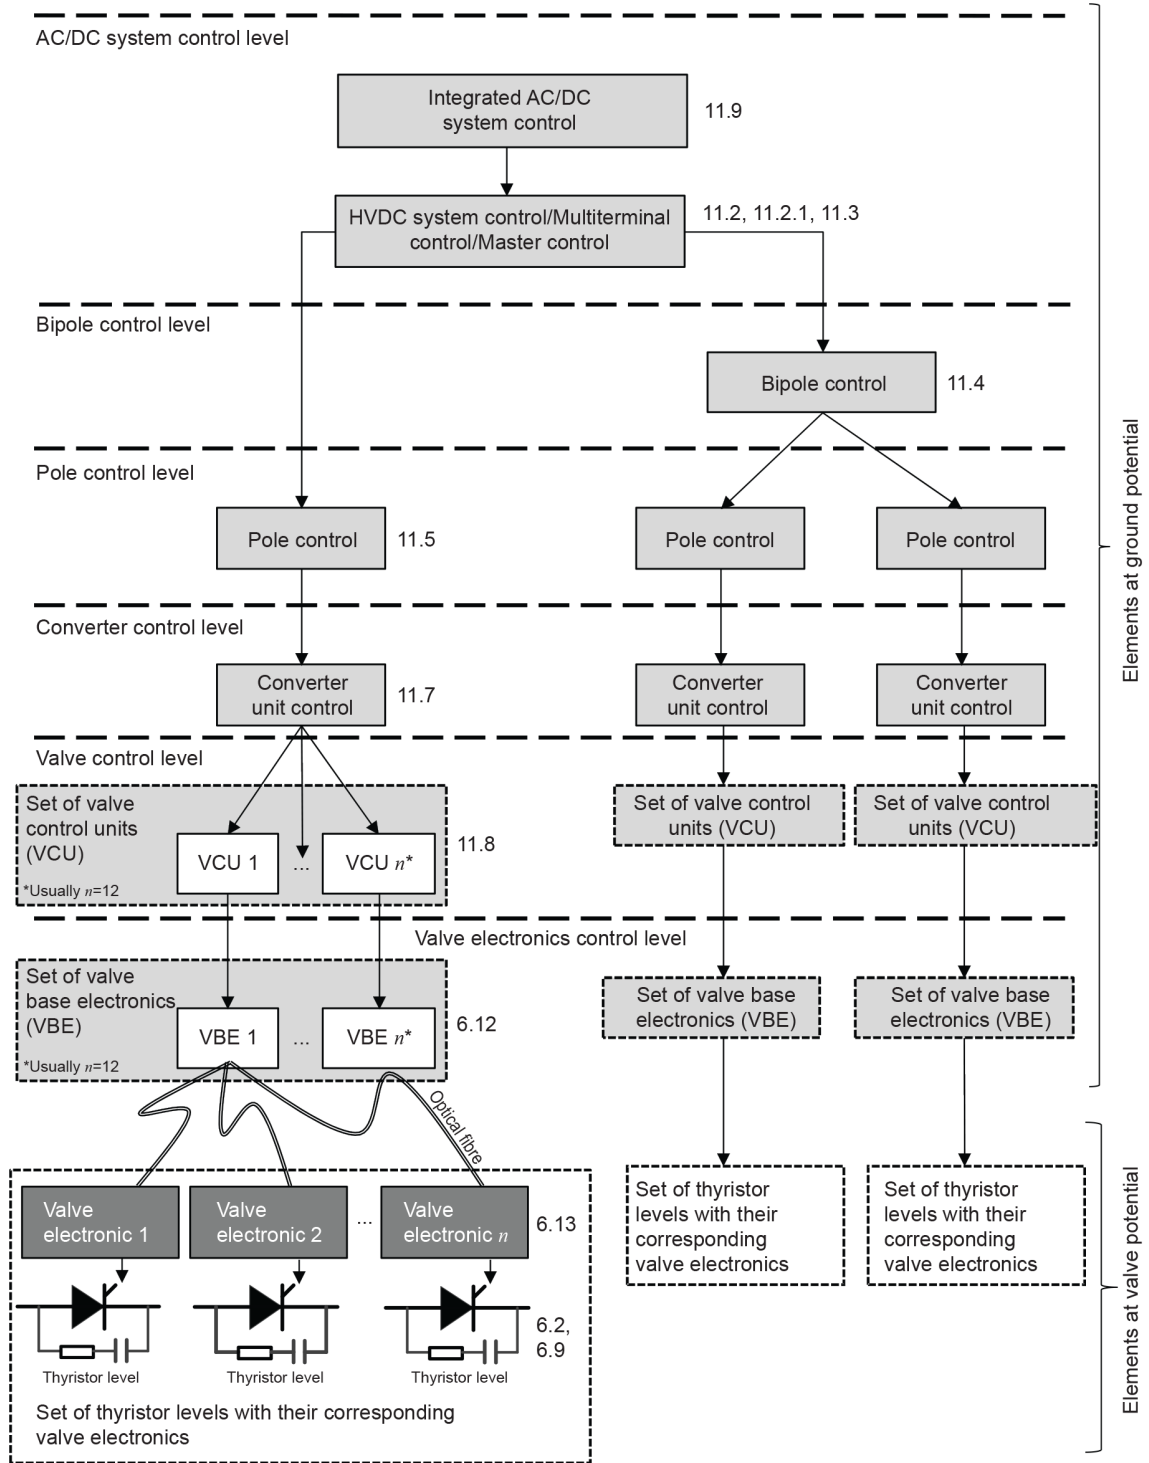 AC/DC system control level
Integrated AC/DC
system control
11.9
HVDC system control/Multiterminal
control/Master control
11.2, 11.2.1, 11.3
Bipole control level
Bipole control
11.4
Pole control level
Pole control
11.5
Pole control
Pole control
Elements at ground potential
Converter control level
Converter
unit control
11.7
Converter
unit control
Converter
unit control
Valve control level
Set of valve
control units
(VCU)
*Usually n=12
VCU 1
...
VCU n*
11.8
Set of valve control
units (VCU)
Set of valve control
units (VCU)
Valve electronics control level
Set of valve
base electronics
(VBE)
*Usually n=12
VBE 1
...
VBE n*
6.12
Set of valve base
electronics (VBE)
Set of valve base
electronics (VBE)
Optical fibre
Valve
electronic 1
Valve
electronic 2
...
Valve
electronic n
6.13
Set of thyristor
levels with their
corresponding
valve electronics
Set of thyristor
levels with their
corresponding
valve electronics
Elements at valve potential
6.2,
6.9
Thyristor level
Thyristor level
Thyristor level
Set of thyristor levels with their corresponding
valve electronics